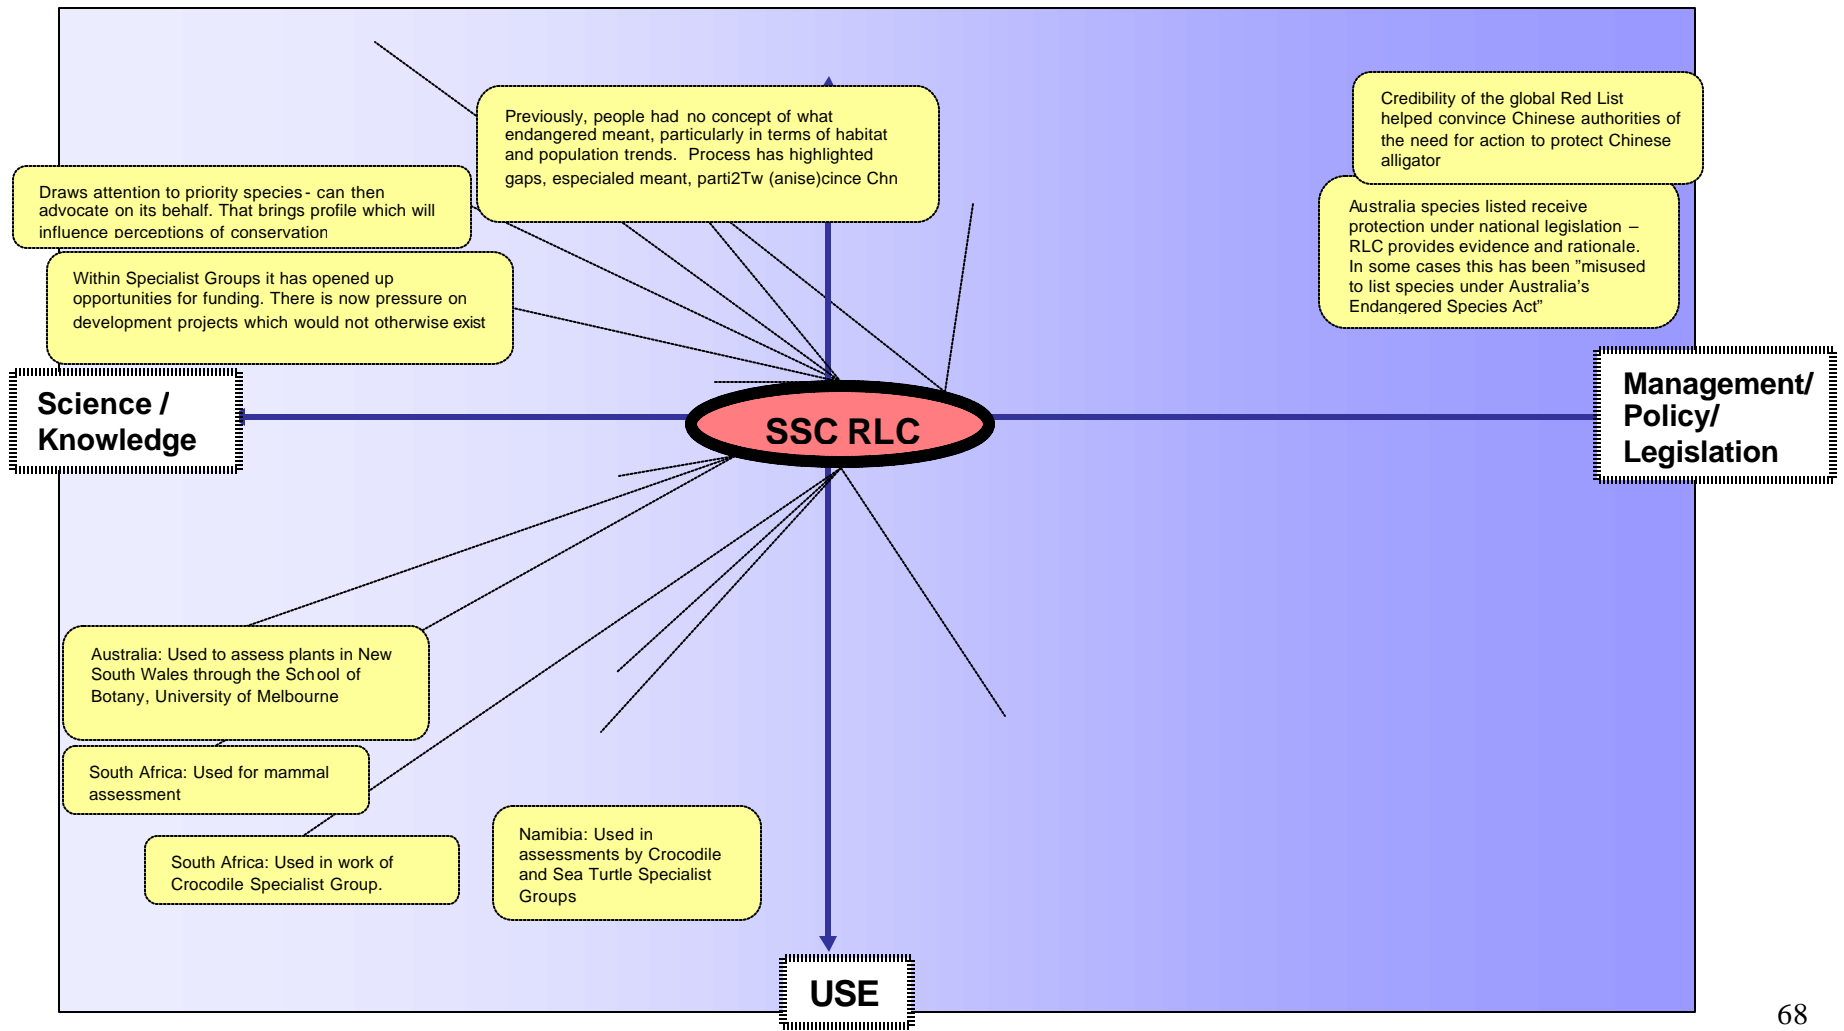 Previously, people had no concept of what
endangered meant, particularly in terms of habitat
and population trends. Process has highlighted
gaps, especialed meant, parti2Tw (anise)cince Chn
Credibility of the global Red List
helped convince Chinese authorities of
the need for action to protect Chinese
alligator
Draws attention to priority species - can then
advocate on its behalf. That brings profile which will
influence perceptions of conservation
Australia species listed receive
protection under national legislation –
RLC provides evidence and rationale.
In some cases this has been ”misused
to list species under Australia’s
Endangered Species Act”
Within Specialist Groups it has opened up
opportunities for funding. There is now pressure on
development projects which would not otherwise exist
Science /
Knowledge
SSC RLC
Management/
Policy/
Legislation
Australia: Used to assess plants in New
South Wales through the School of
Botany, University of Melbourne
South Africa: Used for mammal
assessment
South Africa: Used in work of
Crocodile Specialist Group.
Namibia: Used in
assessments by Crocodile
and Sea Turtle Specialist
Groups
USE
68